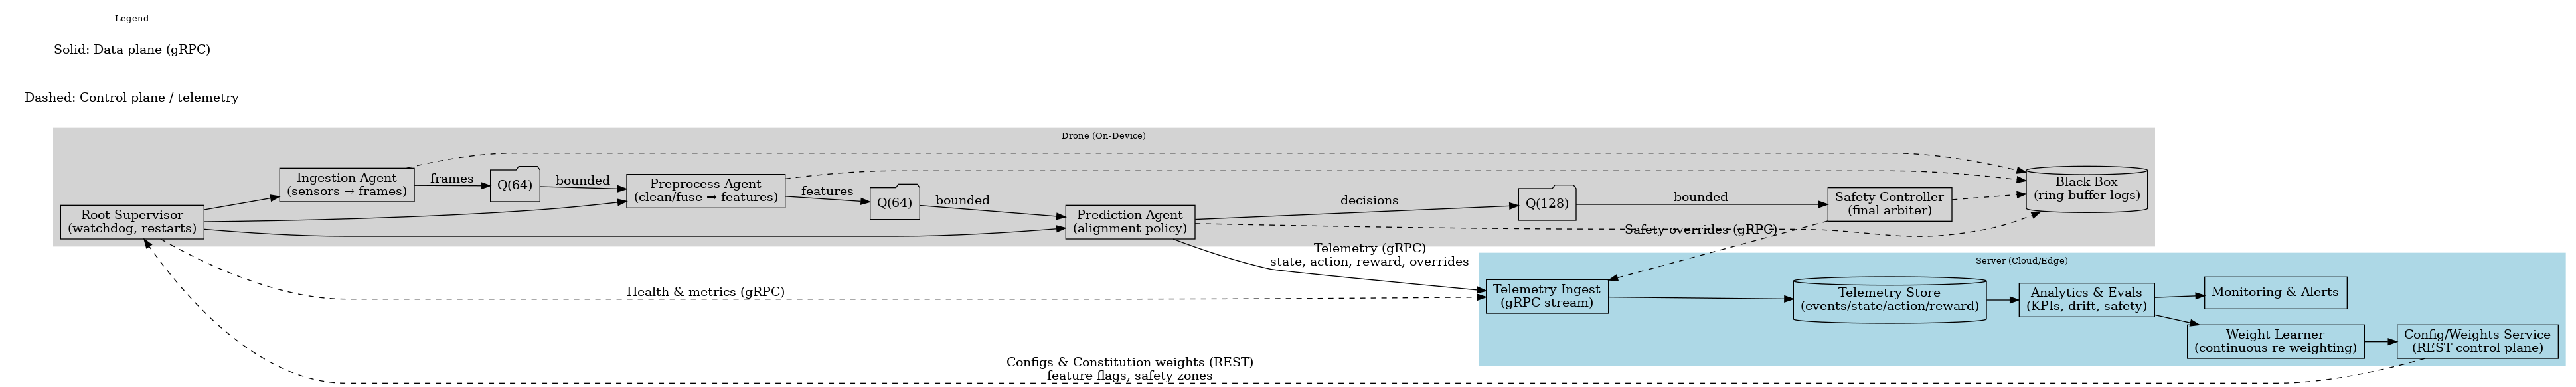 Legend
Solid: Data plane (gRPC)
Dashed: Control plane / telemetry
Drone (On-Device)
Root Supervisor
(watchdog, restarts)
Ingestion Agent
(sensors → frames)
frames
Q(64)
bounded
Preprocess Agent
(clean/fuse → features)
features
Q(64)
bounded
Prediction Agent
(alignment policy)
decisions
Q(128)
bounded
Safety Controller
(final arbiter)
Black Box
(ring buffer logs)
Safety overrides (gRPC)
Telemetry (gRPC)
state, action, reward, overrides
Health & metrics (gRPC)
Server (Cloud/Edge)
Telemetry Ingest
(gRPC stream)
Telemetry Store
(events/state/action/reward)
Analytics & Evals
(KPIs, drift, safety)
Monitoring & Alerts
Weight Learner
(continuous re-weighting)
Config/Weights Service
(REST control plane)
Configs & Constitution weights (REST)
feature flags, safety zones